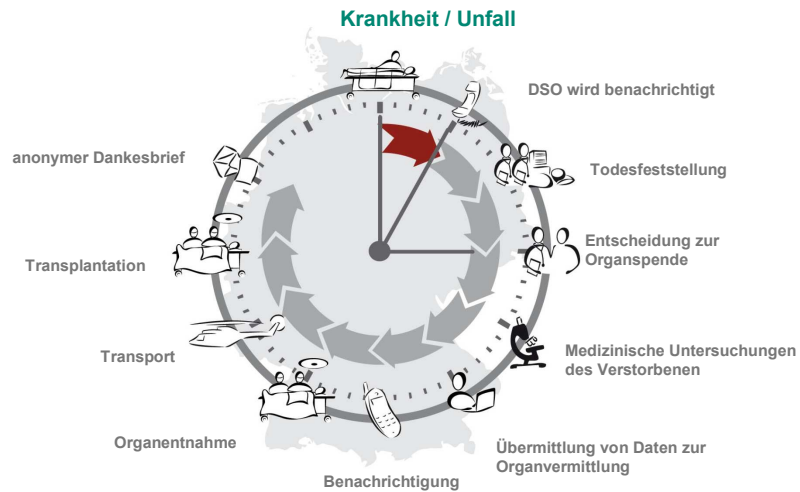 Krankheit / Unfall
DSO wird benachrichtigt
Todesfeststellung
Entscheidung zur
Organspende
Medizinische Untersuchungen
des Verstorbenen
Übermittlung von Daten zur
Organvermittlung
Benachrichtigung
Organentnahme
Transport
Transplantation
anonymer Dankesbrief